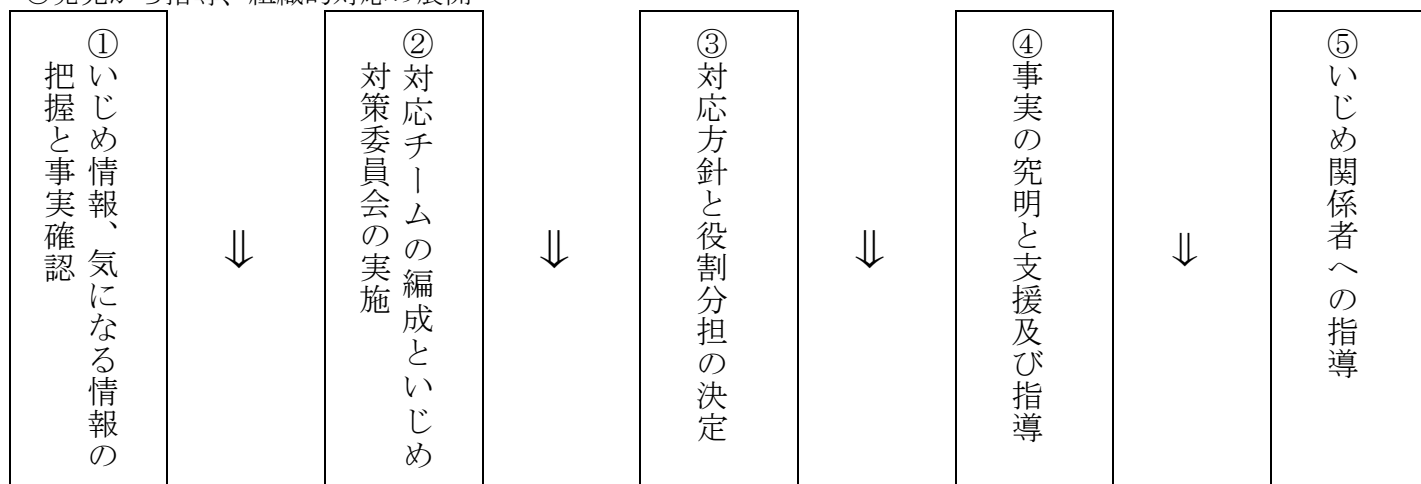 ①いじめ情報、気になる情報の
把握と事実確認
⇓
②対応チームの編成といじめ
対策委員会の実施
⇓
③対応方針と役割分担の決定
⇓
④事実の究明と支援及び指導
⇓
⑤いじめ関係者への指導